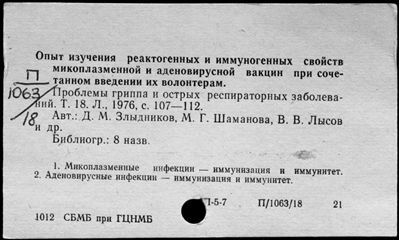 Опыт изучения реактогенных и иммуногенных свойств
микоплазменной и аденовирусной вакцин при соче-
танном введении их волонтерам.
П
1063/18
Проблемы гриппа и острых респираторных заболева-
ний. Т. 18. Л., 1976, с. 107—112.
Авт.: Д. М. Злыдников, М. Г. Шаманова, В. В. Лысов
и др.
Библиогр.: 8 назв.
1. Микоплазменные инфекции — иммунизация и иммунитет.
2. Аденовирусные инфекции — иммунизация и иммунитет.
-5-7 П/1063/18 21
1012 СБМБ при ГЦНМБ